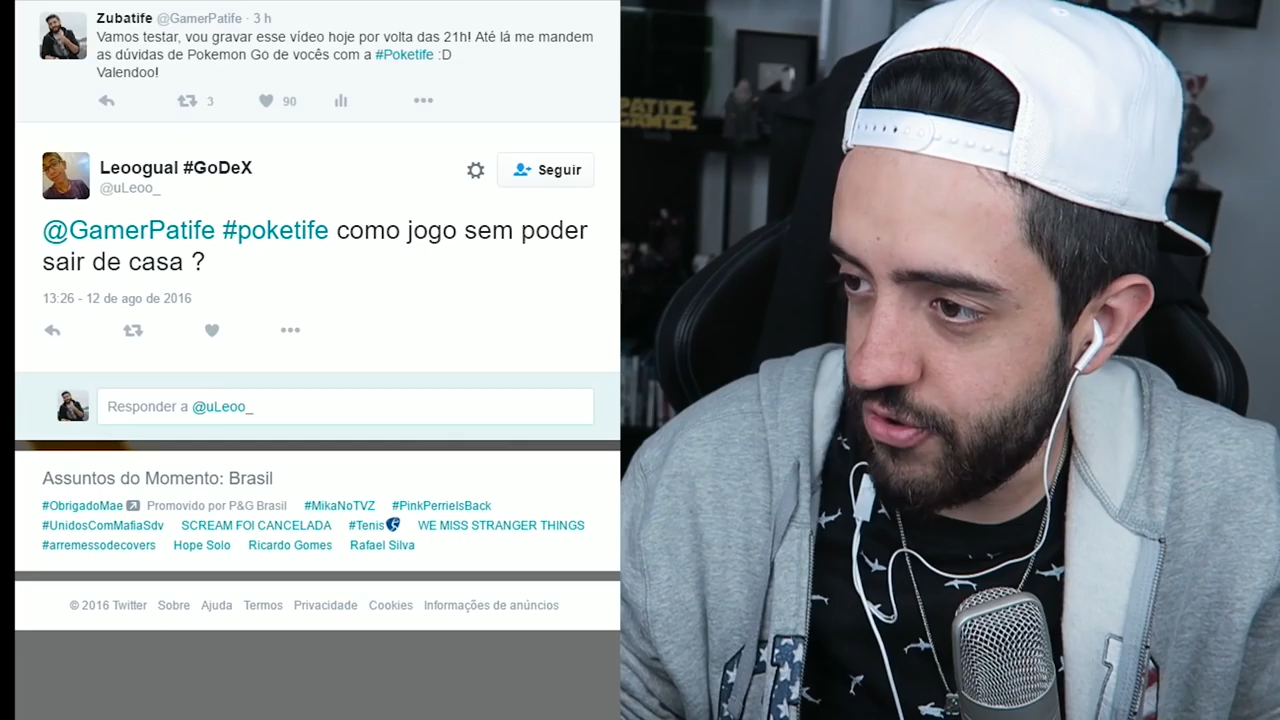 Zubatife @GamerPatife · 3 h
Vamos testar, vou gravar esse vídeo hoje por volta das 21h! Até lá me mandem
as dúvidas de Pokemon Go de vocês com a #Poketife :D
Valendoo!
3 90
Leoogual #GoDeX
@uLeoo_
Seguir
@GamerPatife #poketife como jogo sem poder
sair de casa ?
13:26 - 12 de ago de 2016
Responder a @uLeoo_
Assuntos do Momento: Brasil
#ObrigadoMae Promovido por P&G Brasil #MikaNoTVZ #PinkPerrieIsBack
#UnidosComMafiaSdv SCREAM FOI CANCELADA #Tenis WE MISS STRANGER THINGS
#arremessodecovers Hope Solo Ricardo Gomes Rafael Silva
© 2016 Twitter Sobre Ajuda Termos Privacidade Cookies Informações de anúncios
PATIFE
GAMER